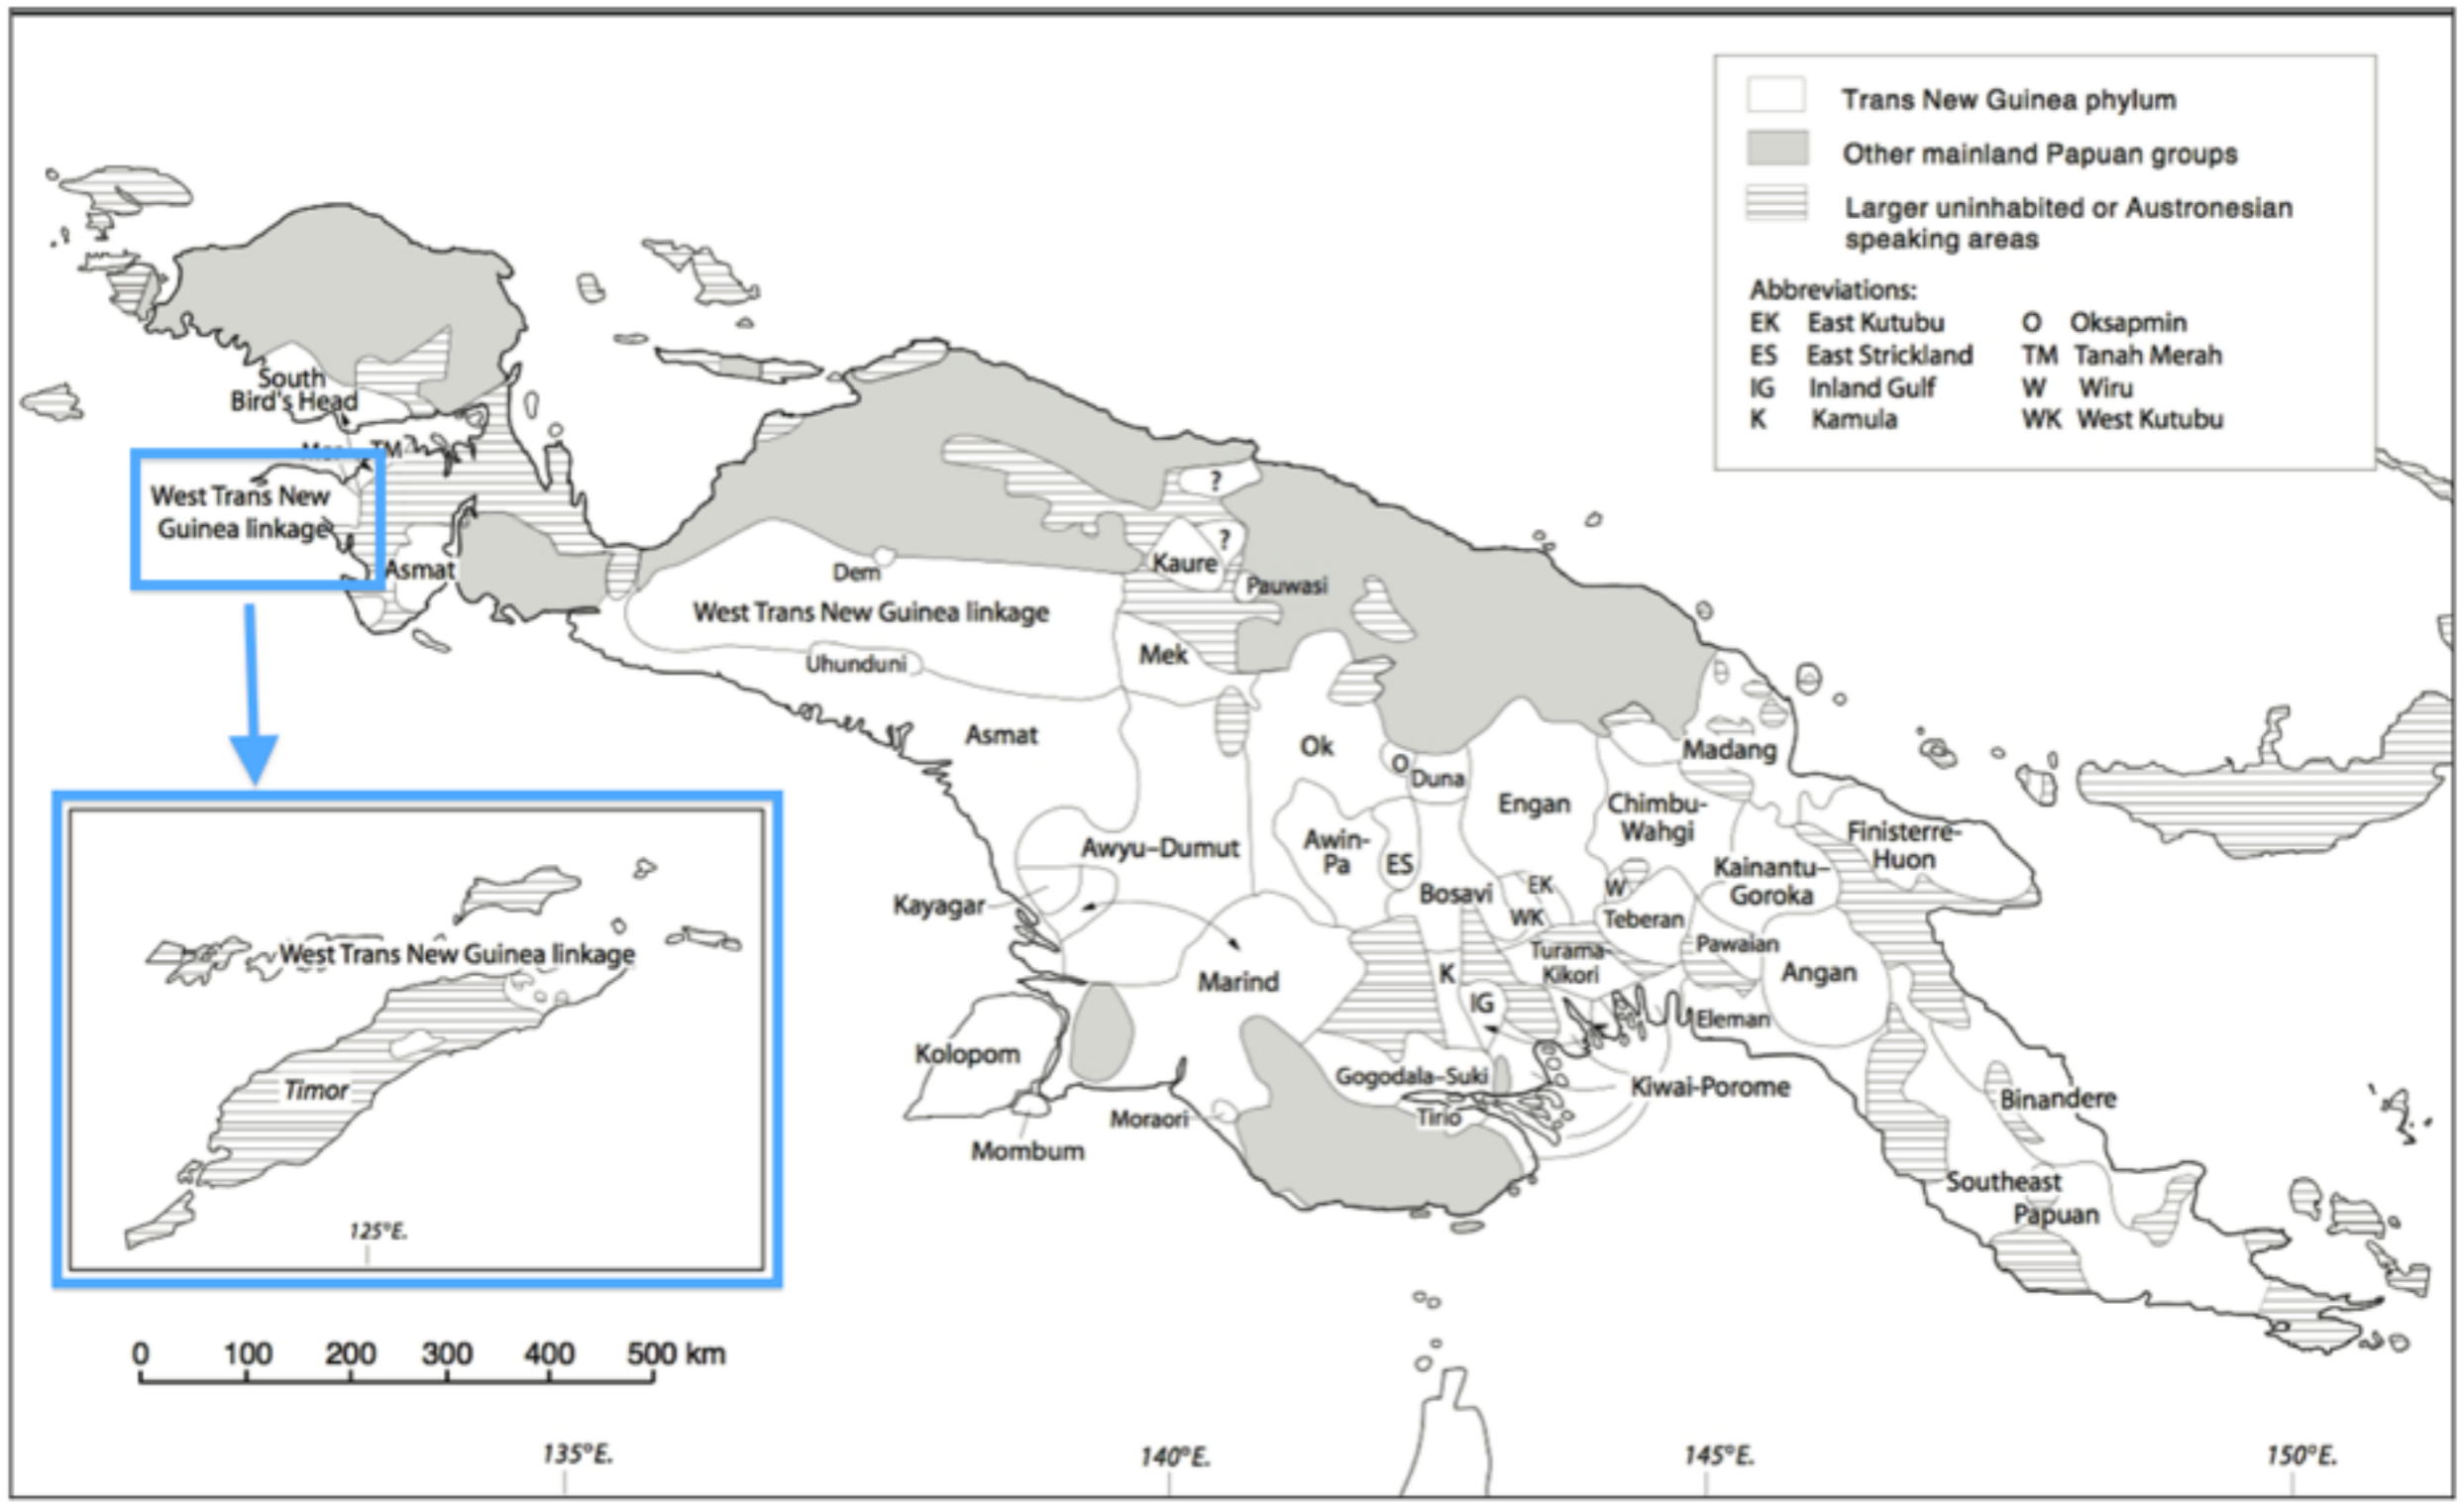 Trans New Guinea phylum
Other mainland Papuan groups
Larger uninhabited or Austronesian
speaking areas
Abbreviations:
EK East Kutubu
O Oksapmin
ES East Strickland
TM Tanah Merah
IG Inland Gulf
W Wiru
K Kamula
WK West Kutubu
South
Bird's Head
Mor
TM
West Trans New
Guinea linkage
Asmat
?
?
Kaure
Pauwasi
Dem
West Trans New Guinea linkage
Mek
Uhunduni
Asmat
Ok
O
Duna
Madang
Engan
Chimbu-
Wahgi
Finisterre-
Huon
Awyu–Dumut
Awin-
Pa
ES
Bosavi
EK
WK
W
Teberan
Kainantu–
Goroka
Kayagar
Marind
K
IG
Turama-
Kikori
Pawaian
Angan
Eleman
Kolopom
Gogodala–Suki
Kiwai-Porome
Moraori
Tirio
Mombum
Binandere
Southeast
Papuan
West Trans New Guinea linkage
Timor
125°E.
0 100 200 300 400 500 km
135°E. 140°E. 145°E. 150°E.